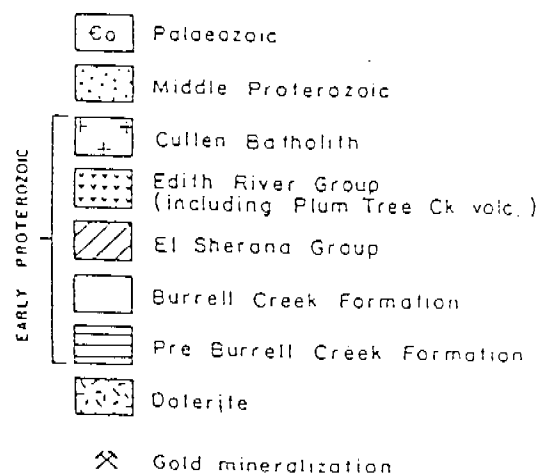 Ꞓo Palaeozoic
Middle Proterozoic
Cullen Batholith
Edith River Group
(including Plum Tree Ck volc.)
El Sherana Group
Burrell Creek Formation
Pre Burrell Creek Formation
Dolerite
Gold mineralization
EARLY PROTEROZOIC